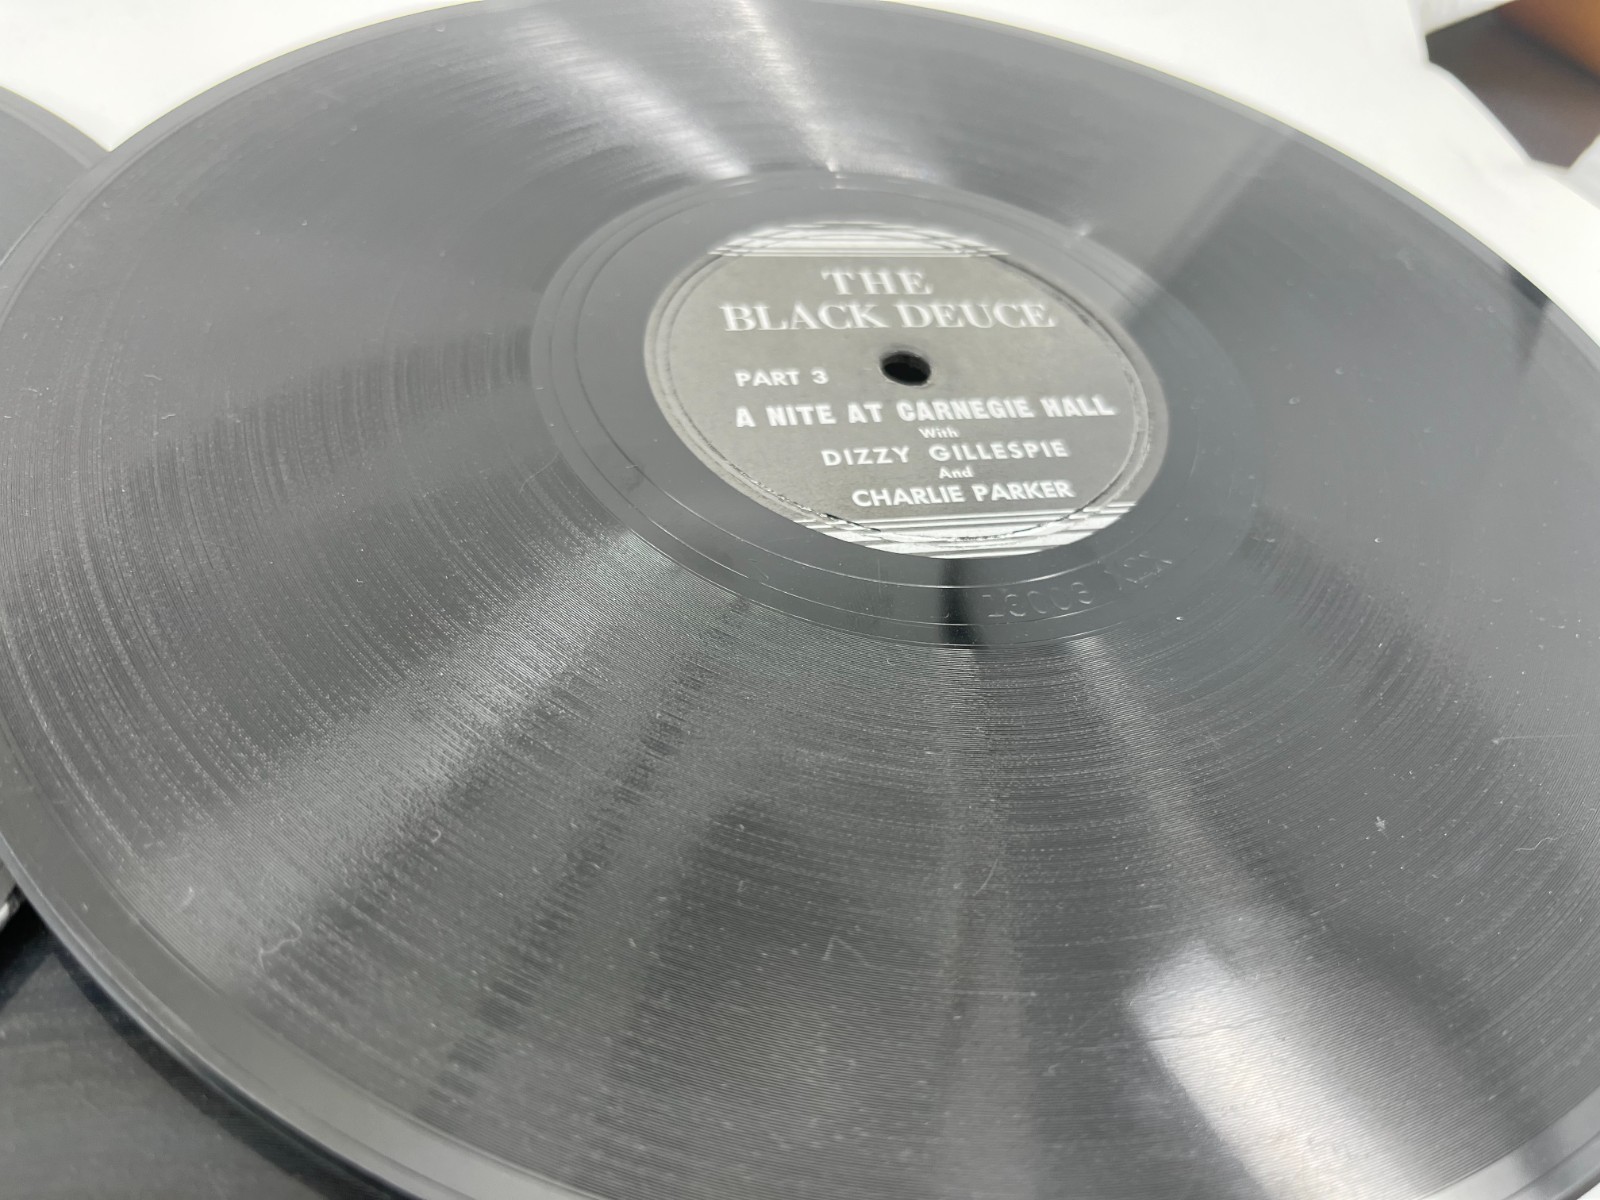 THE
BLACK DEUCE
PART 3
A NITE AT CARNEGIE HALL
With
DIZZY GILLESPIE
And
CHARLIE PARKER